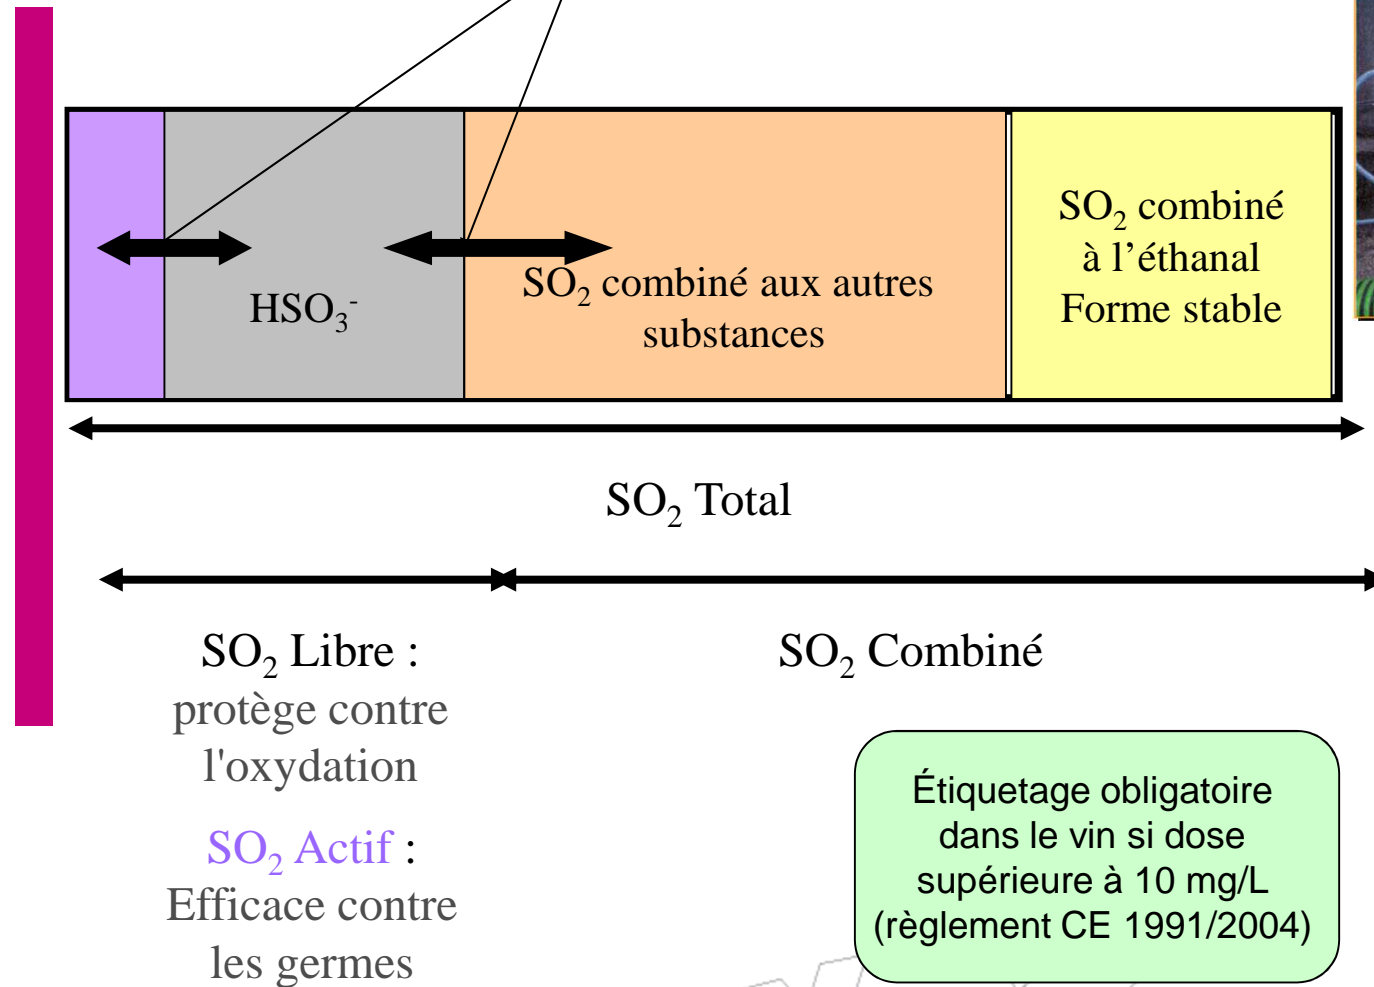 HSO₃⁻
SO₂ combiné aux autres
substances
SO₂ combiné
à l’éthanal
Forme stable
SO₂ Total
SO₂ Libre :
protège contre
l'oxydation
SO₂ Actif :
Efficace contre
les germes
SO₂ Combiné
Étiquetage obligatoire
dans le vin si dose
supérieure à 10 mg/L
(règlement CE 1991/2004)